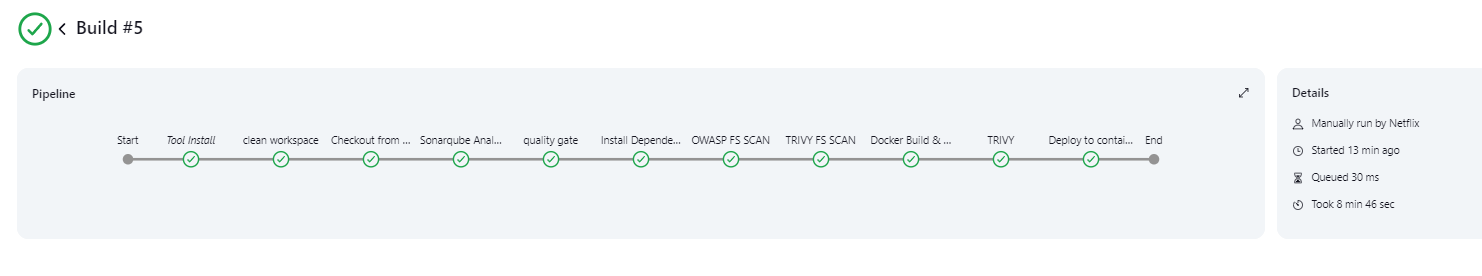 Build #5
Pipeline
Start Tool Install clean workspace Checkout from ... Sonarqube Anal... quality gate Install Depende... OWASP FS SCAN TRIVY FS SCAN Docker Build & ... TRIVY Deploy to contai... End
Details
Manually run by Netflix
Started 13 min ago
Queued 30 ms
Took 8 min 46 sec